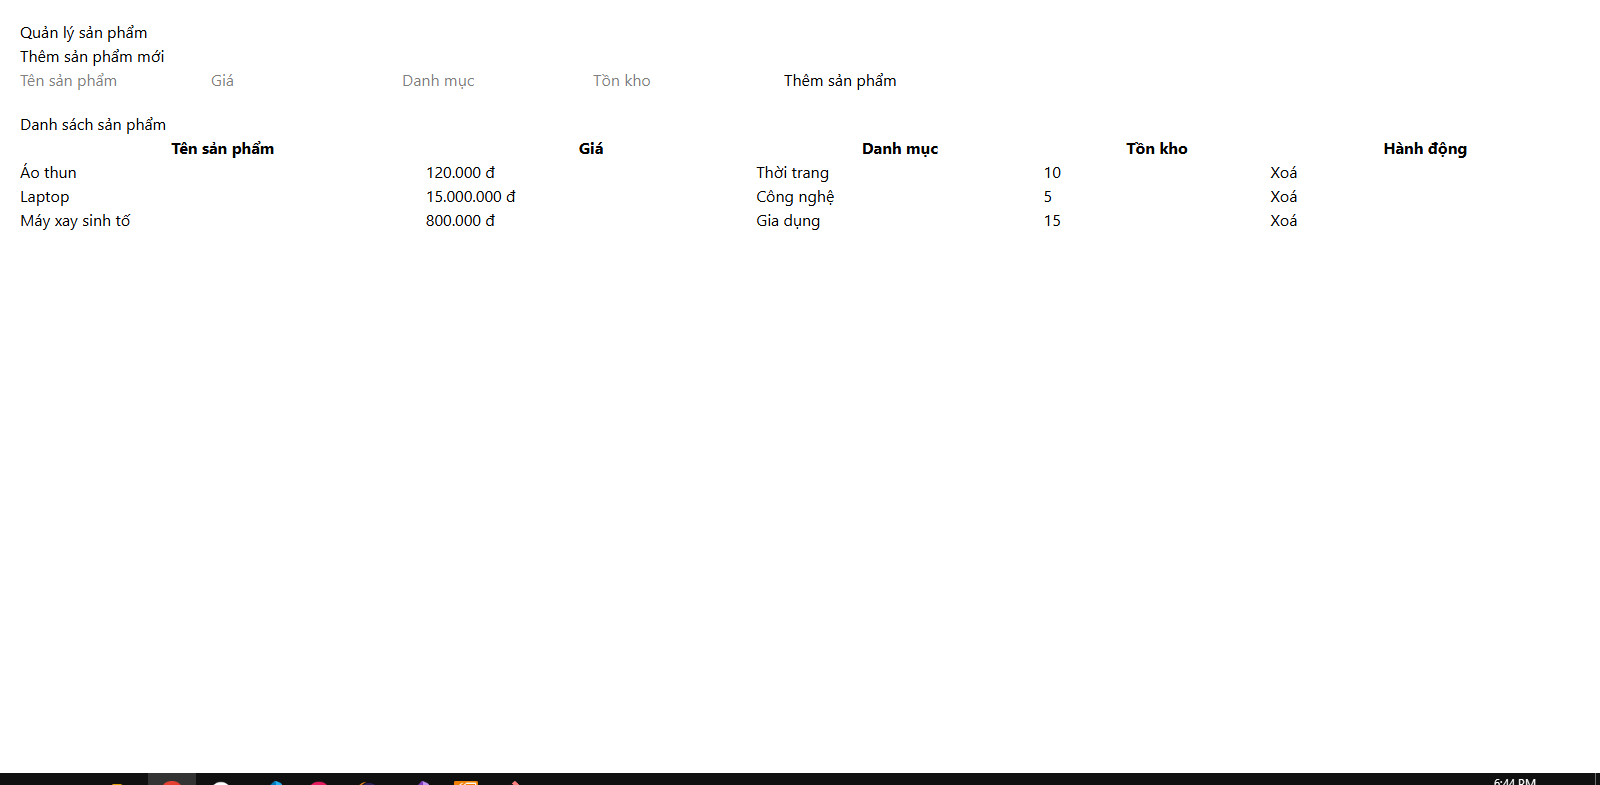 Quản lý sản phẩm
Thêm sản phẩm mới
Tên sản phẩm Giá Danh mục Tồn kho Thêm sản phẩm
Danh sách sản phẩm
Tên sản phẩm Giá Danh mục Tồn kho Hành động
Áo thun 120.000 đ Thời trang 10 Xoá
Laptop 15.000.000 đ Công nghệ 5 Xoá
Máy xay sinh tố 800.000 đ Gia dụng 15 Xoá
6:44 PM